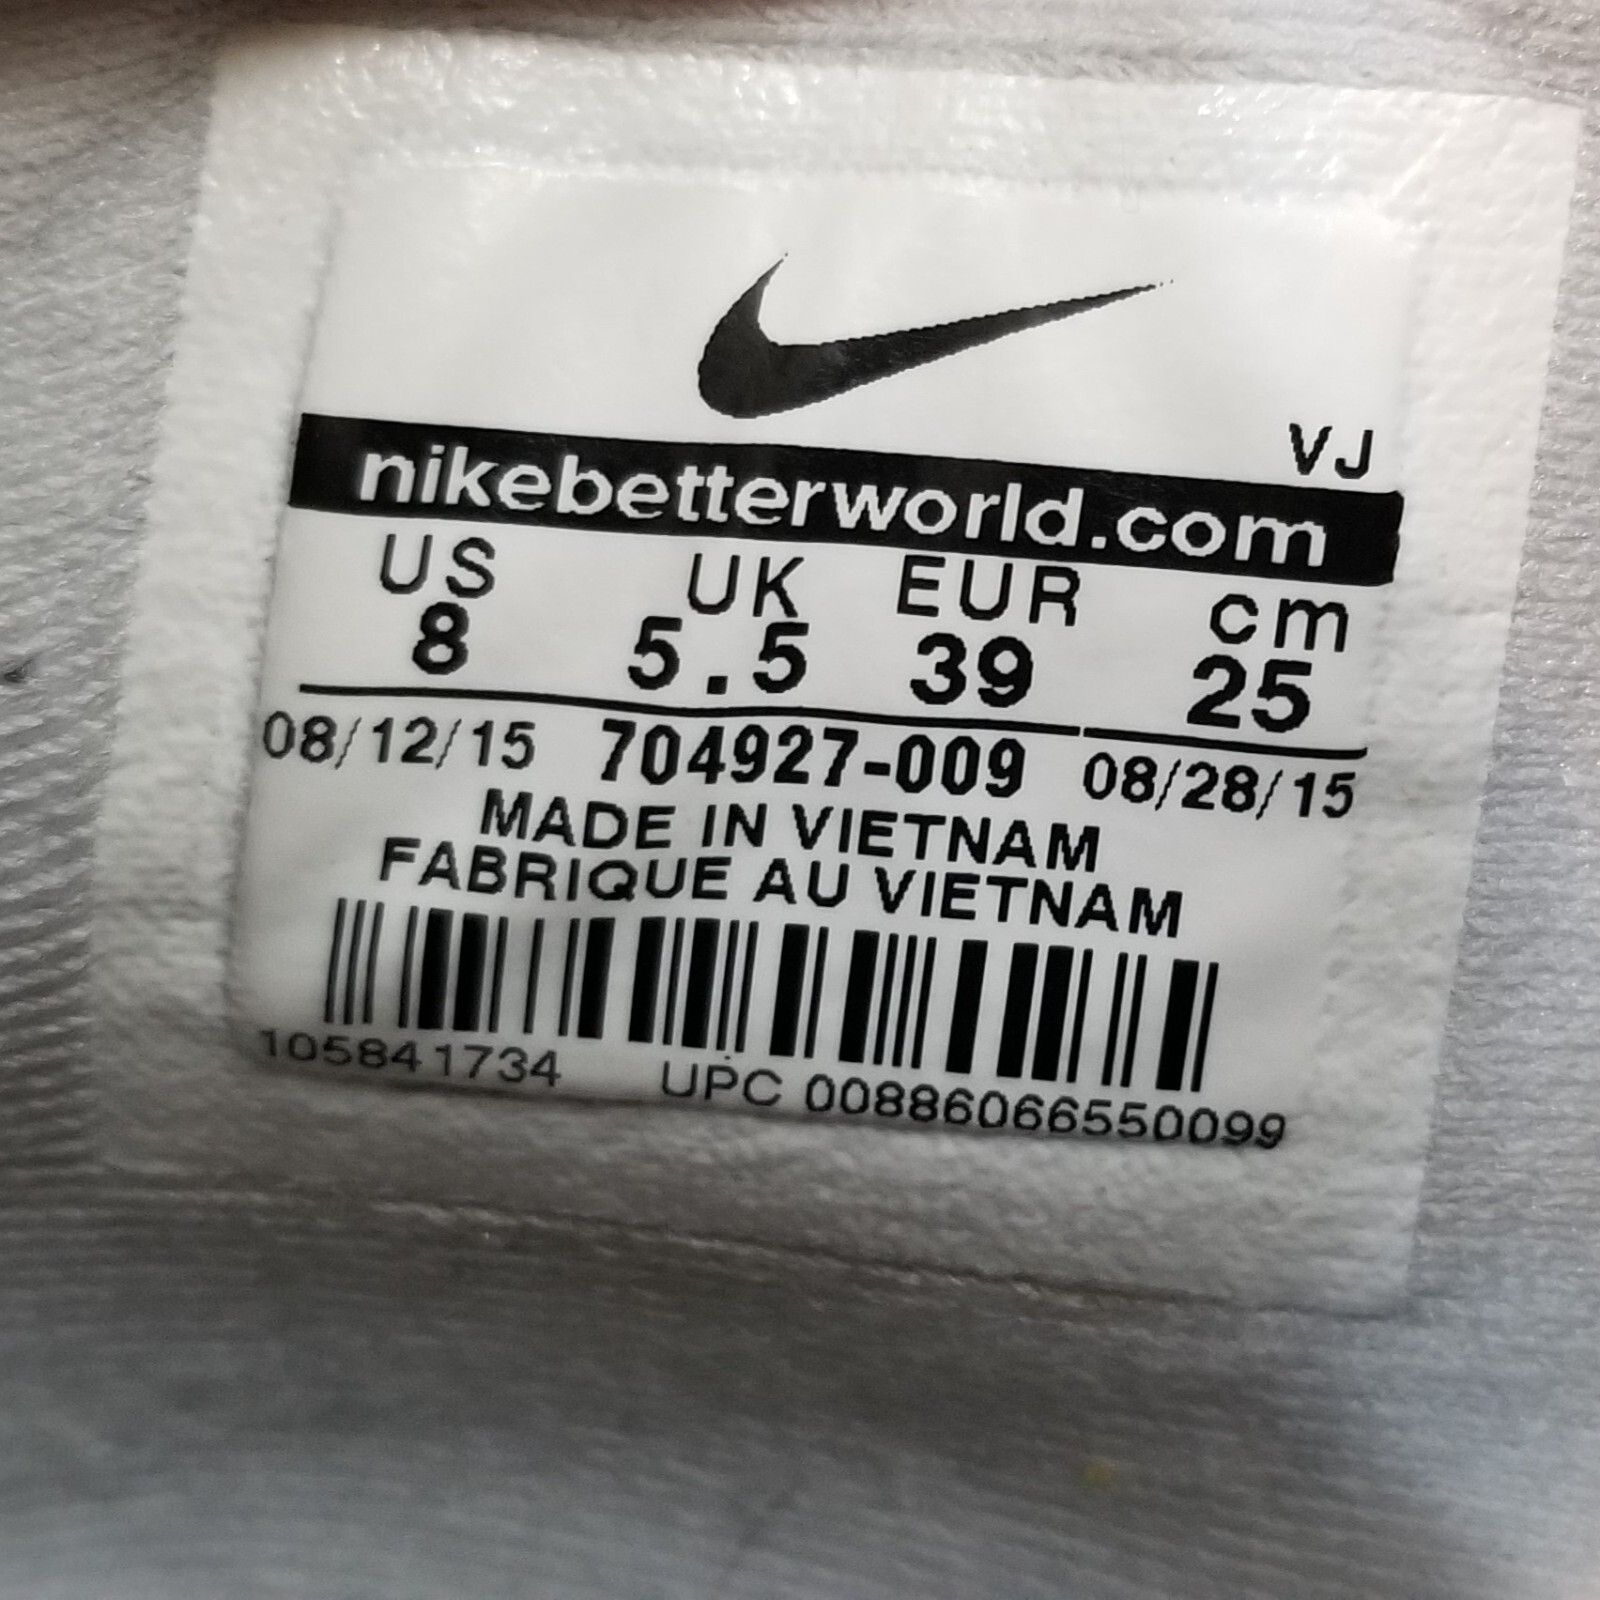 VJ
nikebetterworld.com
US UK EUR cm
8 5.5 39 25
08/12/15 704927-009 08/28/15
MADE IN VIETNAM
FABRIQUE AU VIETNAM
105841734 UPC 00886066550099